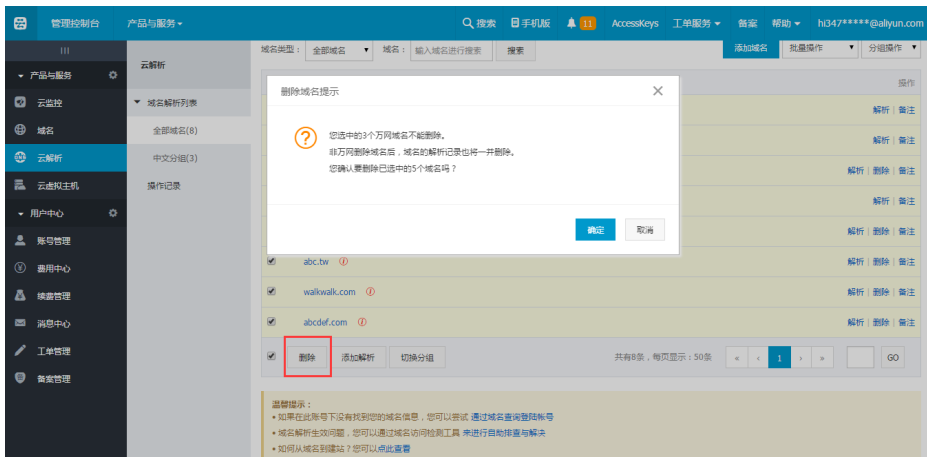 管理控制台 产品与服务 搜索 手机版 11 AccessKeys 工单服务 备案 帮助 hi347*****@aliyun.com
产品与服务
云监控
域名
云解析
云虚拟主机
用户中心
账号管理
费用中心
续费管理
消息中心
工单管理
备案管理
云解析
域名解析列表
全部域名(8)
中文分组(3)
操作记录
域名类型： 全部域名 域名： 输入域名进行搜索 搜索 添加域名 批量操作 分组操作
操作
解析 | 备注
解析 | 备注
解析 | 删除 | 备注
解析 | 备注
解析 | 删除 | 备注
删除域名提示
您选中的3个万网域名不能删除。
非万网删除域名后，域名的解析记录也将一并删除。
您确认要删除已选中的5个域名吗？
确定 取消
abc.tw 解析 | 删除 | 备注
walkwalk.com 解析 | 删除 | 备注
abcdef.com 解析 | 删除 | 备注
删除 添加解析 切换分组 共有8条，每页显示：50条 « ‹ 1 › » GO
温馨提示：
• 如果在此账号下没有找到您的域名信息，您可以尝试 通过域名查询登陆帐号
• 域名解析生效问题，您可以通过域名访问检测工具 来进行自助排查与解决
• 如何从域名到建站？您可以点此查看